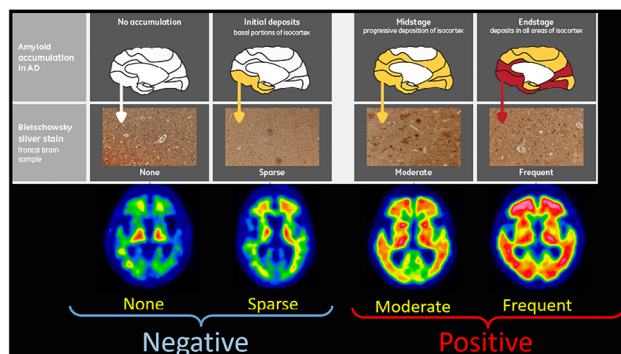 No accumulation
Initial deposits
basal portions of isocortex
Midstage
progressive deposition of isocortex
Endstage
deposits in all areas of isocortex
Amyloid
accumulation
in AD
Bielschowsky
silver stain
frontal brain
sample
None
Sparse
Moderate
Frequent
None
Sparse
Moderate
Frequent
Negative
Positive